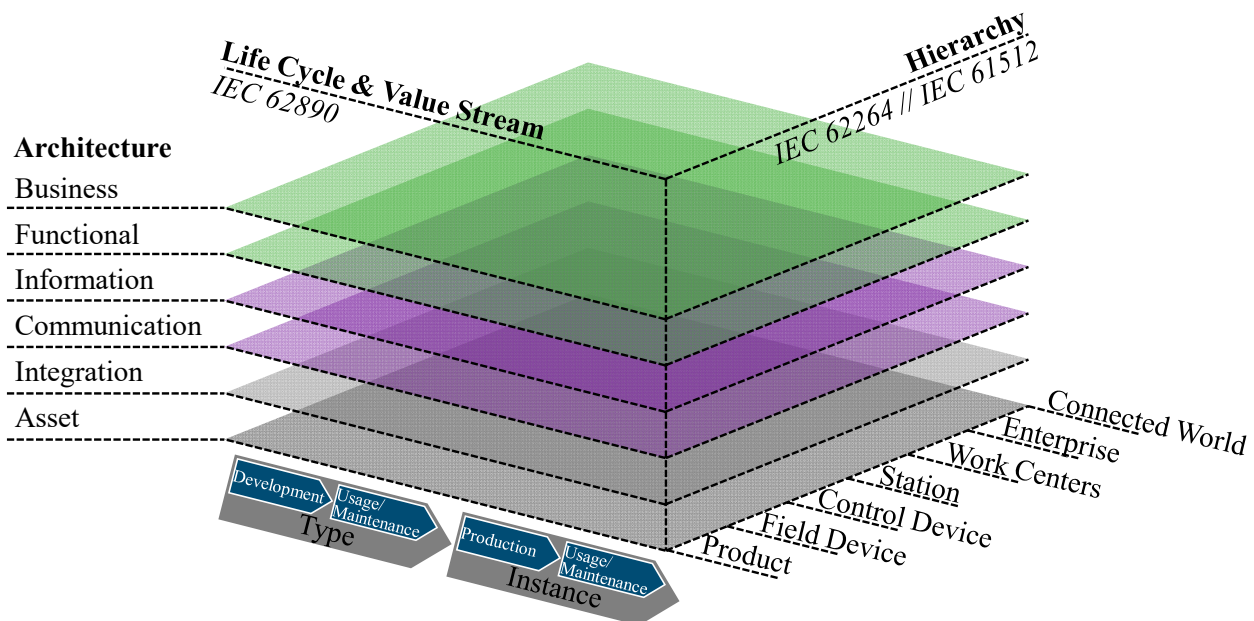 Life Cycle & Value Stream
IEC 62890
Hierarchy
IEC 62264 // IEC 61512
Architecture
Business
Functional
Information
Communication
Integration
Asset
Connected World
Enterprise
Work Centers
Station
Control Device
Field Device
Product
Development
Usage/
Maintenance
Type
Production
Usage/
Maintenance
Instance